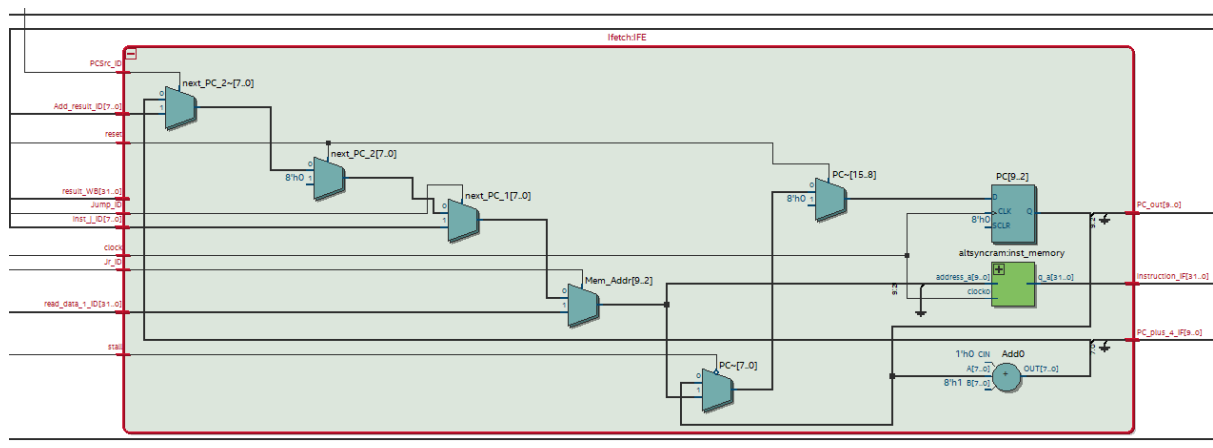 Ifetch:IFE
PCSrc_ID
next_PC_2~[7..0]
0
1
Add_result_ID[7..0]
reset
next_PC_2[7..0]
0
8'h0 1
result_WB[31..0]
Jump_ID
Inst_j_ID[7..0]
next_PC_1[7..0]
0
1
PC~[15..8]
0
8'h0 1
PC[9..2]
D
CLK
Q
8'h0
SCLR
9.2
PC_out[9..0]
clock
Jr_ID
Mem_Addr[9..2]
0
1
altsyncram:inst_memory
address_a[9..0]
q_a[31..0]
clock0
Instruction_IF[31..0]
read_data_1_ID[31..0]
PC_plus_4_IF[9..0]
stall
PC~[7..0]
0
1
1'h0 CIN
Add0
A[7..0]
+
OUT[7..0]
8'h1 B[7..0]